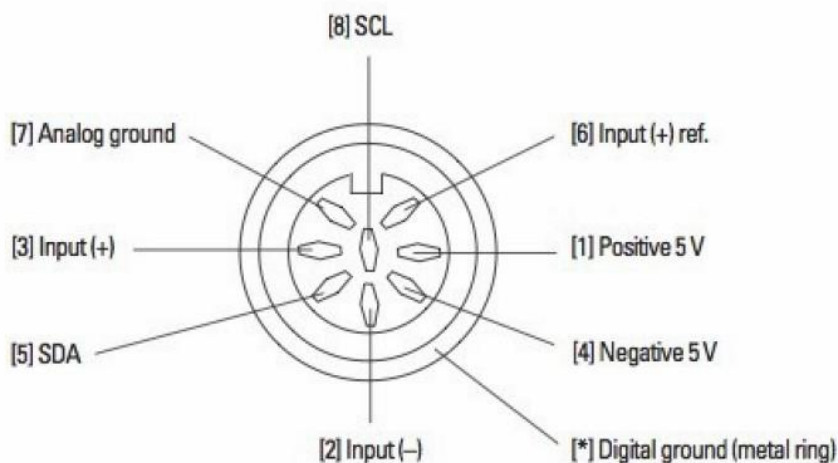 [8] SCL
[7] Analog ground
[6] Input (+) ref.
[3] Input (+)
[1] Positive 5 V
[5] SDA
[4] Negative 5 V
[2] Input (–)
[*] Digital ground (metal ring)